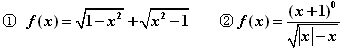 ① f(x)=√(1-x²)+√(x²-1)  ② f(x)=(x+1)⁰/√(|x|-x)